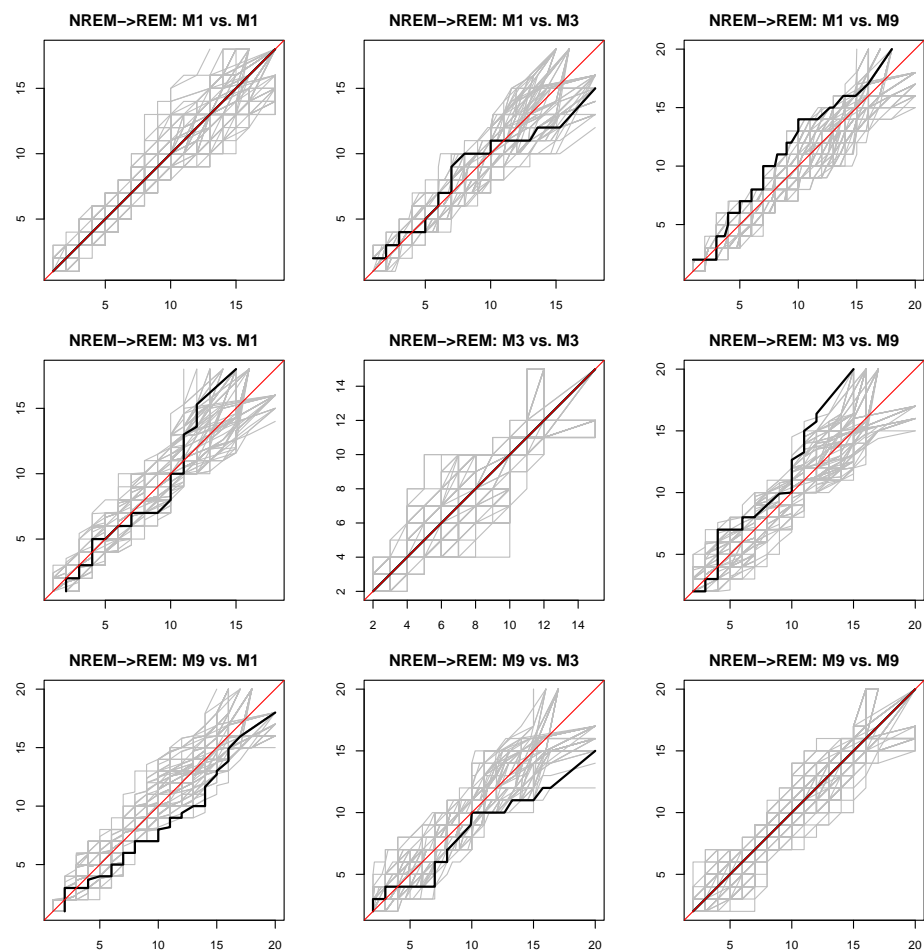 NREM−>REM: M1 vs. M1 NREM−>REM: M1 vs. M3 NREM−>REM: M1 vs. M9
15 15 20
10 10 15
5 5 10
5
5 10 15 5 10 15 5 10 15 20
NREM−>REM: M3 vs. M1 NREM−>REM: M3 vs. M3 NREM−>REM: M3 vs. M9
15 14 20
10 12 15
5 10 10
8 5
6
4
2
5 10 15 2 4 6 8 10 12 14 5 10 15 20
NREM−>REM: M9 vs. M1 NREM−>REM: M9 vs. M3 NREM−>REM: M9 vs. M9
20 20 20
15 15 15
10 10 10
5 5 5
5 10 15 20 5 10 15 20 5 10 15 20